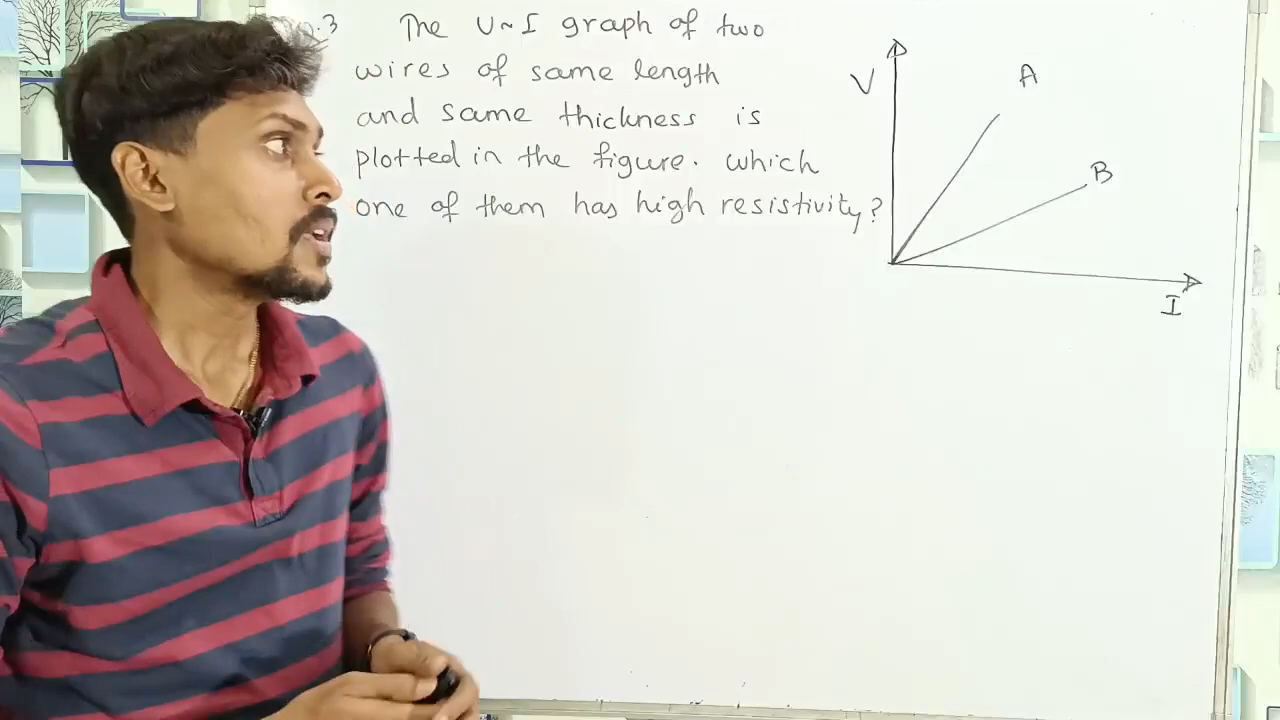 .3 The V~I graph of two
wires of same length
and same thickness is
plotted in the figure. which
one of them has high resistivity?
V
A
B
I